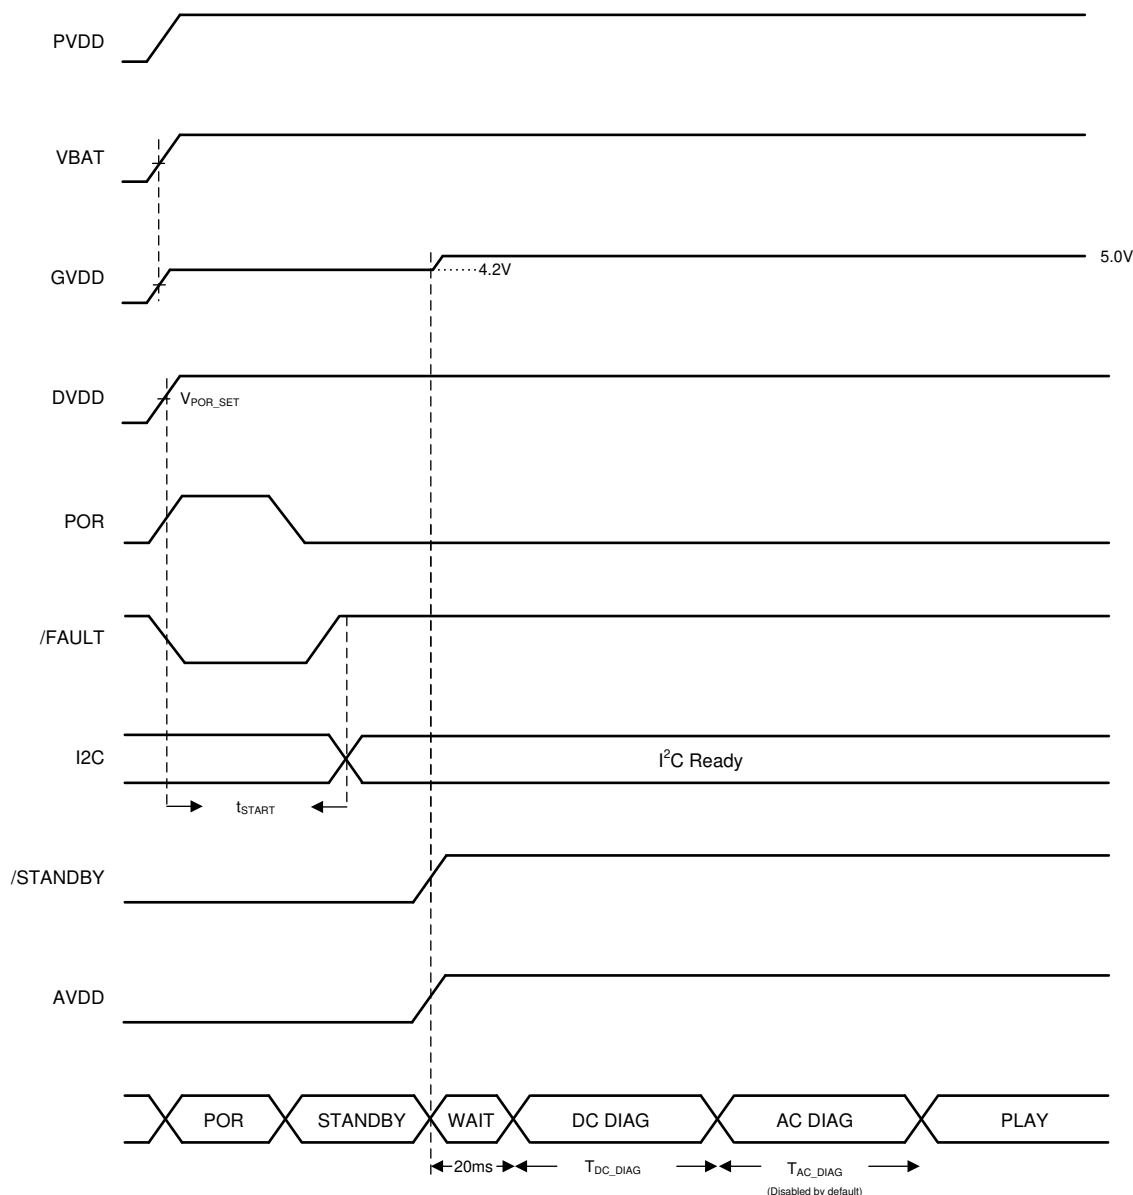 PVDD
VBAT
GVDD
4.2V
5.0V
DVDD
VPOR_SET
POR
/FAULT
I2C
I2C Ready
tSTART
/STANDBY
AVDD
POR
STANDBY
WAIT
DC DIAG
AC DIAG
PLAY
20ms
TDC_DIAG
TAC_DIAG
(Disabled by default)